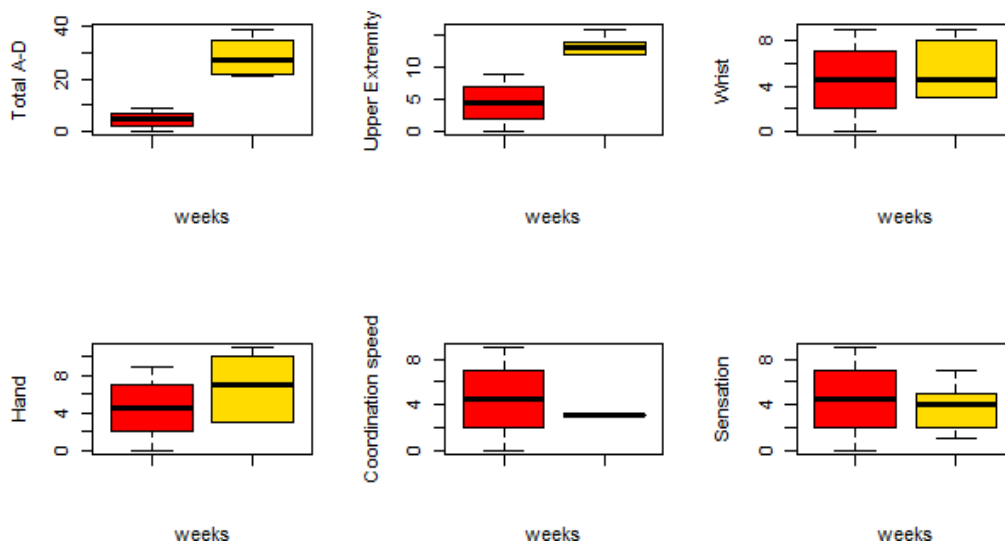 Total A-D
0
20
40
weeks
Upper Extremity
0
5
10
weeks
Wrist
0
4
8
weeks
Hand
0
4
8
weeks
Coordination speed
0
4
8
weeks
Sensation
0
4
8
weeks